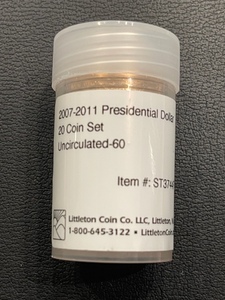 2007-2011 Presidential Dolla
20 Coin Set
Uncirculated-60
Item #: ST374
Littleton Coin Co. LLC, Littleton,
1-800-645-3122 • LittletonCoin.